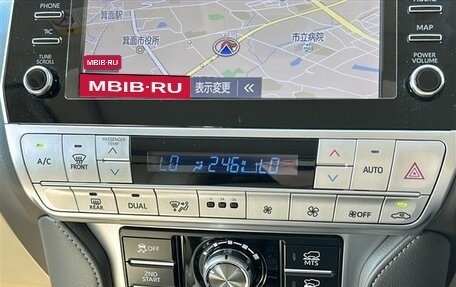 PHONE
AUDIO
箕面駅
箕面市役所
市立病院
MAP
TUNE
SCROLL
POWER
VOLUME
MBIB-RU
MBIB-RU
表示変更 «
PASSENGER
TEMP
A/C
FRONT
LO
LO
AUTO
REAR
DUAL
OFF
2ND
START
MTS